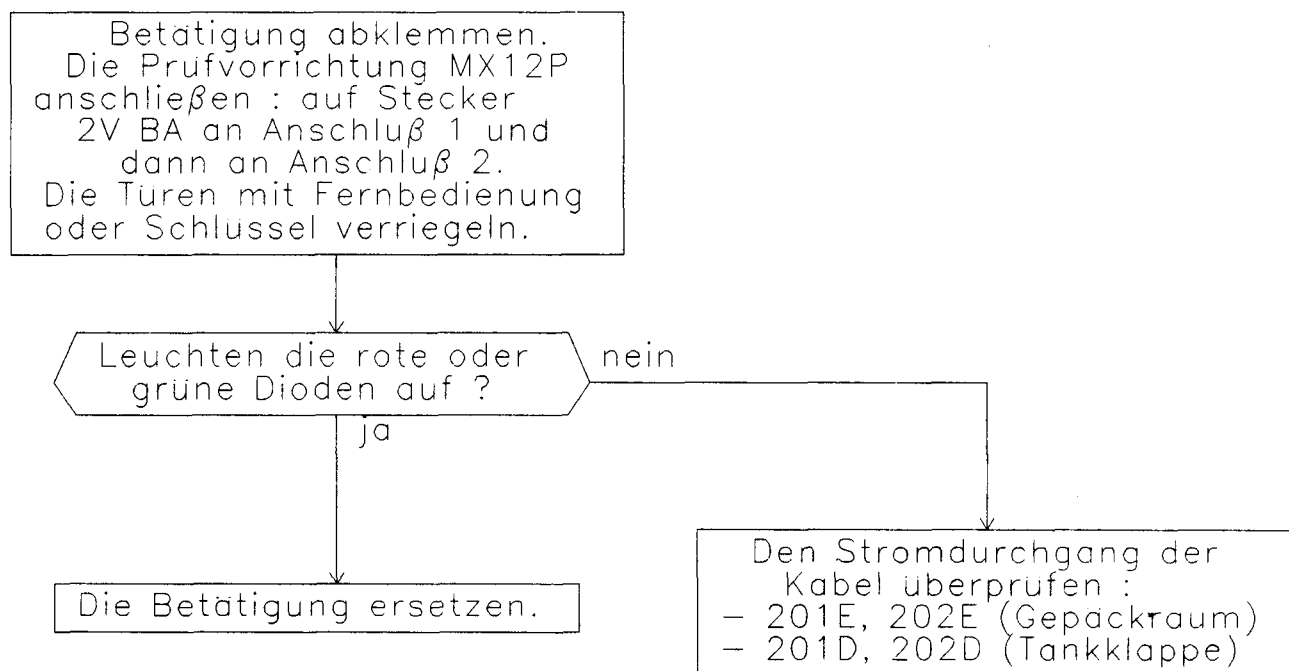 Betätigung abklemmen.
Die Prüfvorrichtung MX12P
anschließen : auf Stecker
2V BA an Anschluß 1 und
dann an Anschluß 2.
Die Türen mit Fernbedienung
oder Schlüssel verriegeln.
Leuchten die rote oder
grüne Dioden auf ?
nein
ja
Die Betätigung ersetzen.
Den Stromdurchgang der
Kabel überprüfen :
– 201E, 202E (Gepäckraum)
– 201D, 202D (Tankklappe)